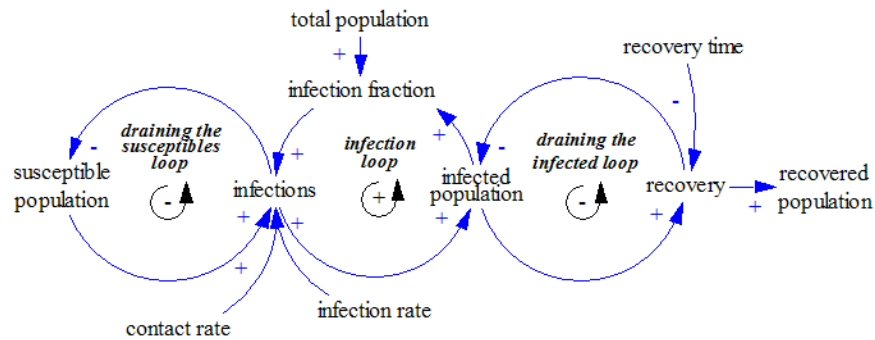 total population
+
recovery time
infection fraction
-
draining the
susceptibles
loop
-
+
infection
loop
+
-
draining the
infected loop
susceptible
population
-
infections
+
infected
population
-
recovery
+
recovered
population
+
+
+
+
+
contact rate
infection rate